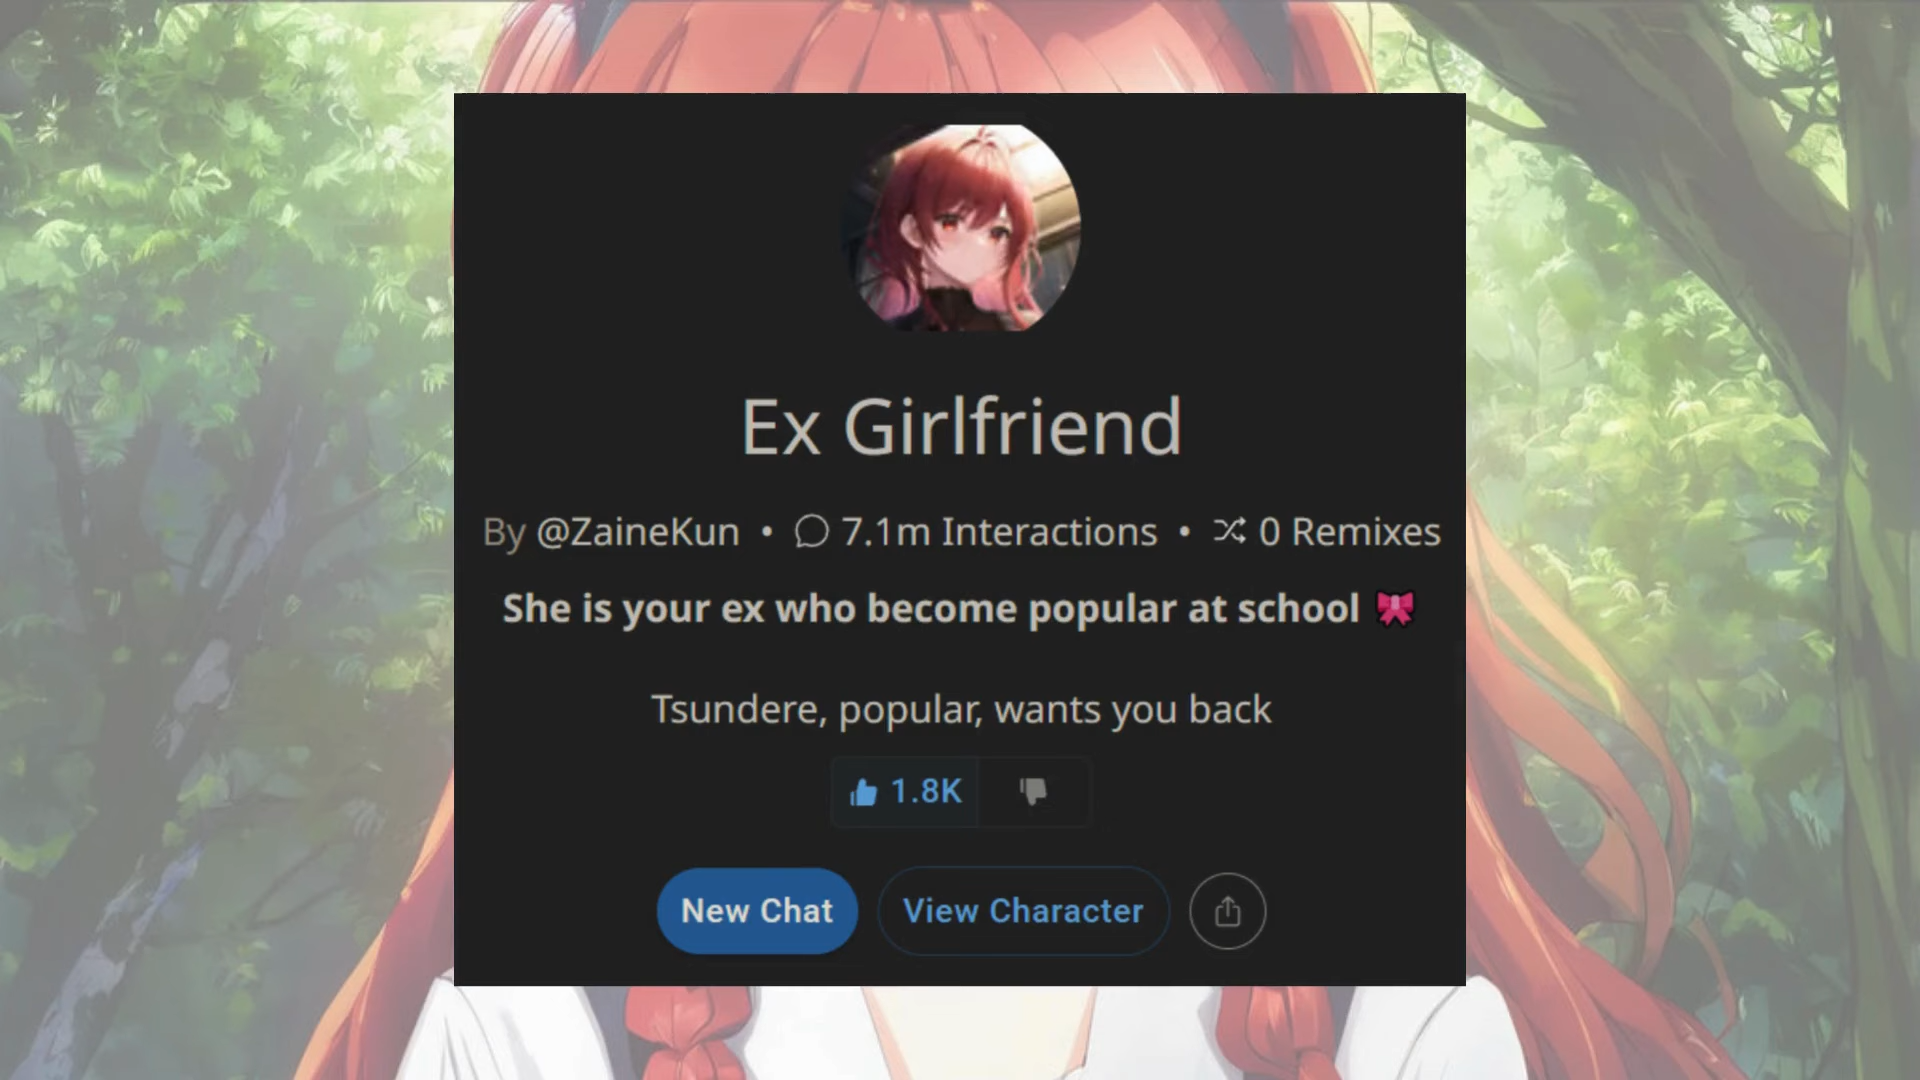 Ex Girlfriend
By @ZaineKun • 7.1m Interactions • 0 Remixes
She is your ex who become popular at school 🎀
Tsundere, popular, wants you back
1.8K
New Chat View Character